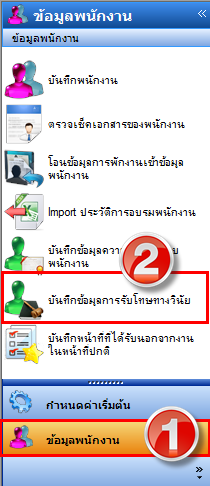 ข้อมูลพนักงาน
ข้อมูลพนักงาน
บันทึกพนักงาน
ตรวจเช็คเอกสารของพนักงาน
โอนข้อมูลการพักงานเข้าข้อมูล
พนักงาน
Import ประวัติการอบรมพนักงาน
บันทึกข้อมูลควา
พนักงาน
2
บันทึกข้อมูลการรับโทษทางวินัย
บันทึกหน้าที่ที่ได้รับนอกจากงาน
ในหน้าที่ปกติ
กำหนดค่าเริ่มต้น
ข้อมูลพนักงาน
1